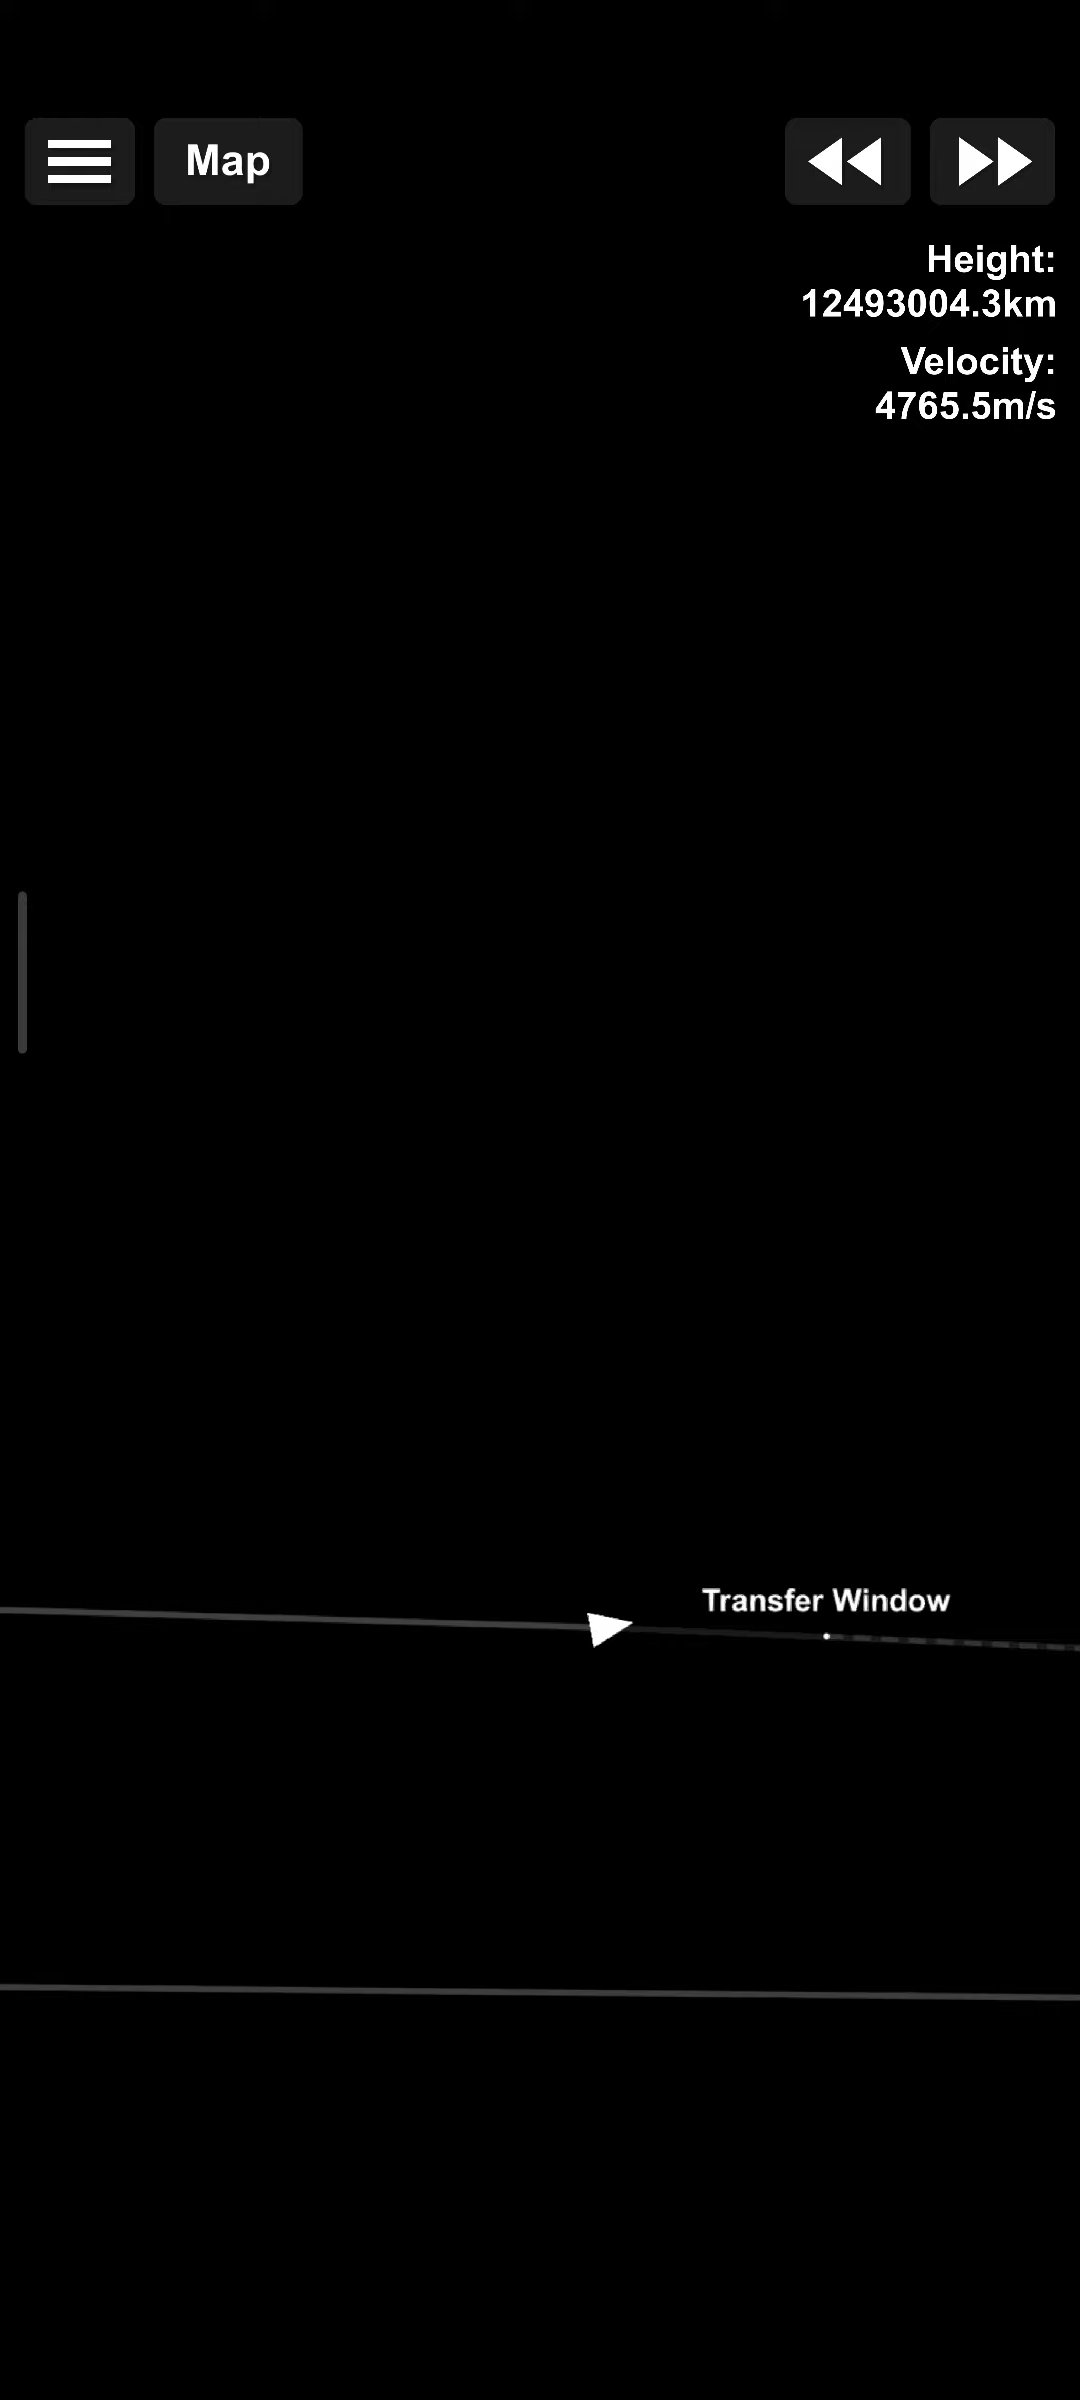 Map
Height:
12493004.3km
Velocity:
4765.5m/s
Transfer Window